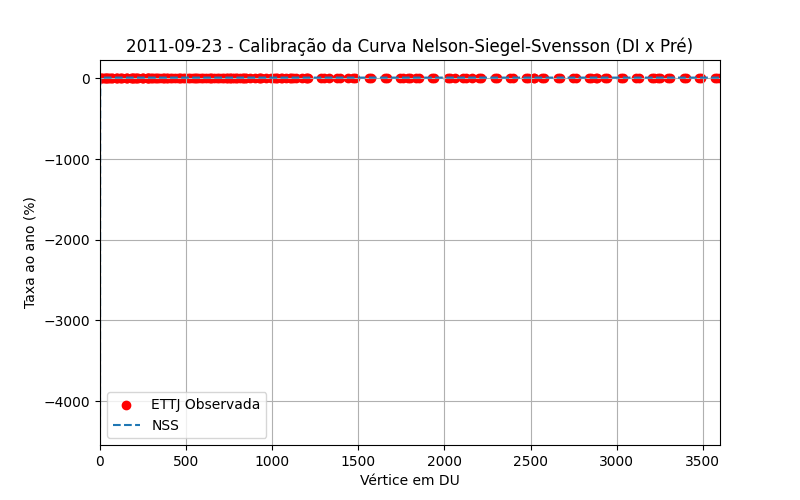 2011-09-23 - Calibração da Curva Nelson-Siegel-Svensson (DI x Pré)
Taxa ao ano (%)
0
−1000
−2000
−3000
−4000
ETTJ Observada
NSS
0 500 1000 1500 2000 2500 3000 3500
Vértice em DU